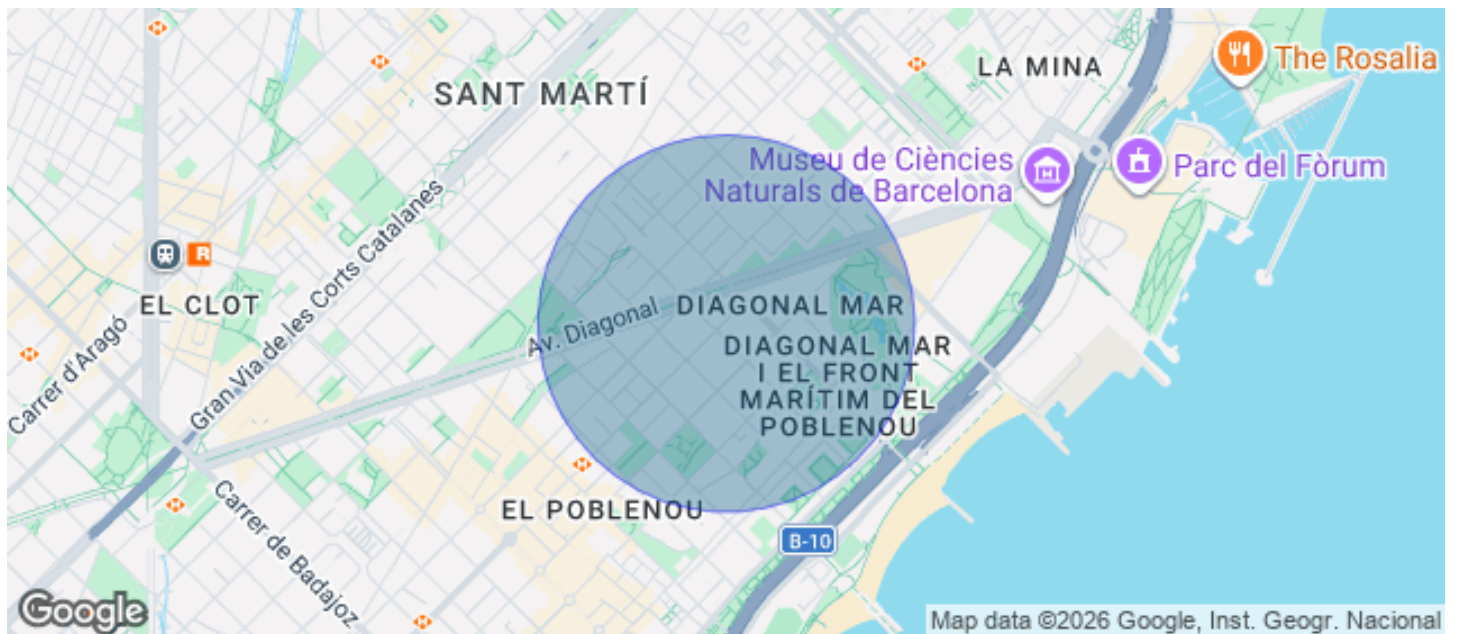 LA MINA
The Rosalia
SANT MARTÍ
Museu de Ciències
Naturals de Barcelona
Parc del Fòrum
R
EL CLOT
Gran Via de les Corts Catalanes
Carrer d'Aragó
Av. Diagonal
DIAGONAL MAR
DIAGONAL MAR
I EL FRONT
MARÍTIM DEL
POBLENOU
EL POBLENOU
Carrer de Badajoz
B-10
Google
Map data ©2026 Google, Inst. Geogr. Nacional